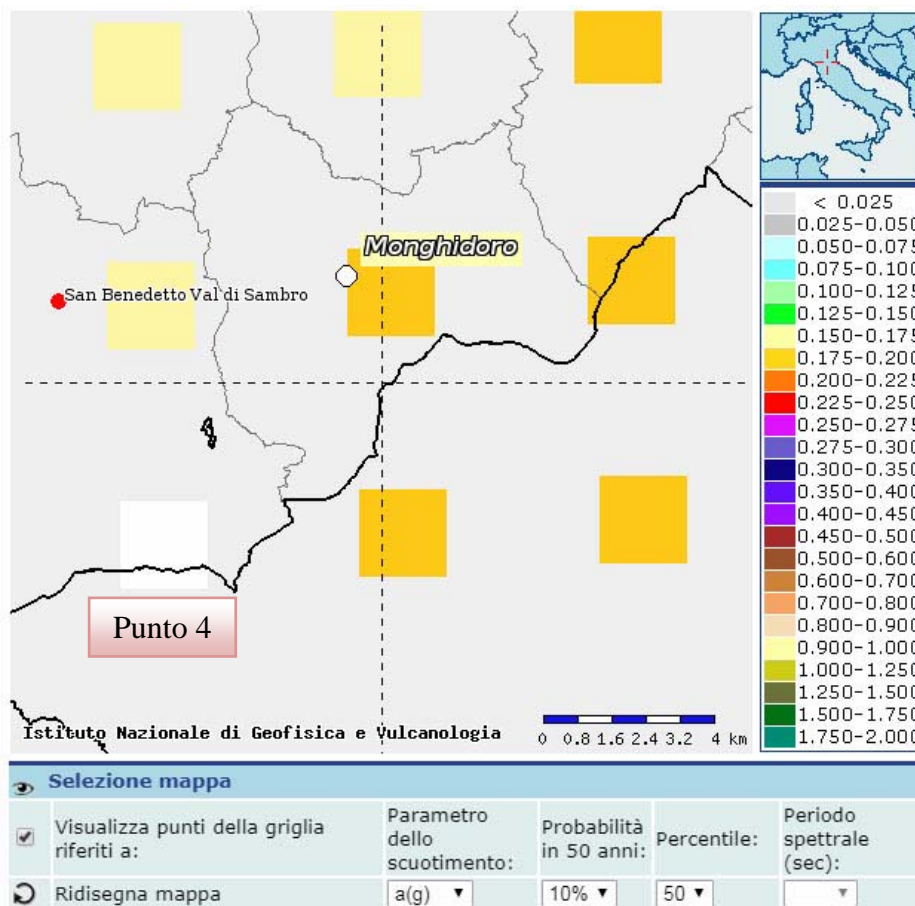 Monghidoro
San Benedetto Val di Sambro
Punto 4
Istituto Nazionale di Geofisica e Vulcanologia
0 0.8 1.6 2.4 3.2 4 km
< 0.025
0.025-0.050
0.050-0.075
0.075-0.100
0.100-0.125
0.125-0.150
0.150-0.175
0.175-0.200
0.200-0.225
0.225-0.250
0.250-0.275
0.275-0.300
0.300-0.350
0.350-0.400
0.400-0.450
0.450-0.500
0.500-0.600
0.600-0.700
0.700-0.800
0.800-0.900
0.900-1.000
1.000-1.250
1.250-1.500
1.500-1.750
1.750-2.000
Selezione mappa
Visualizza punti della griglia
riferiti a:
Parametro
dello
scuotimento:
Probabilità
in 50 anni:
Percentile:
Periodo
spettrale
(sec):
Ridisegna mappa
a(g)
10%
50